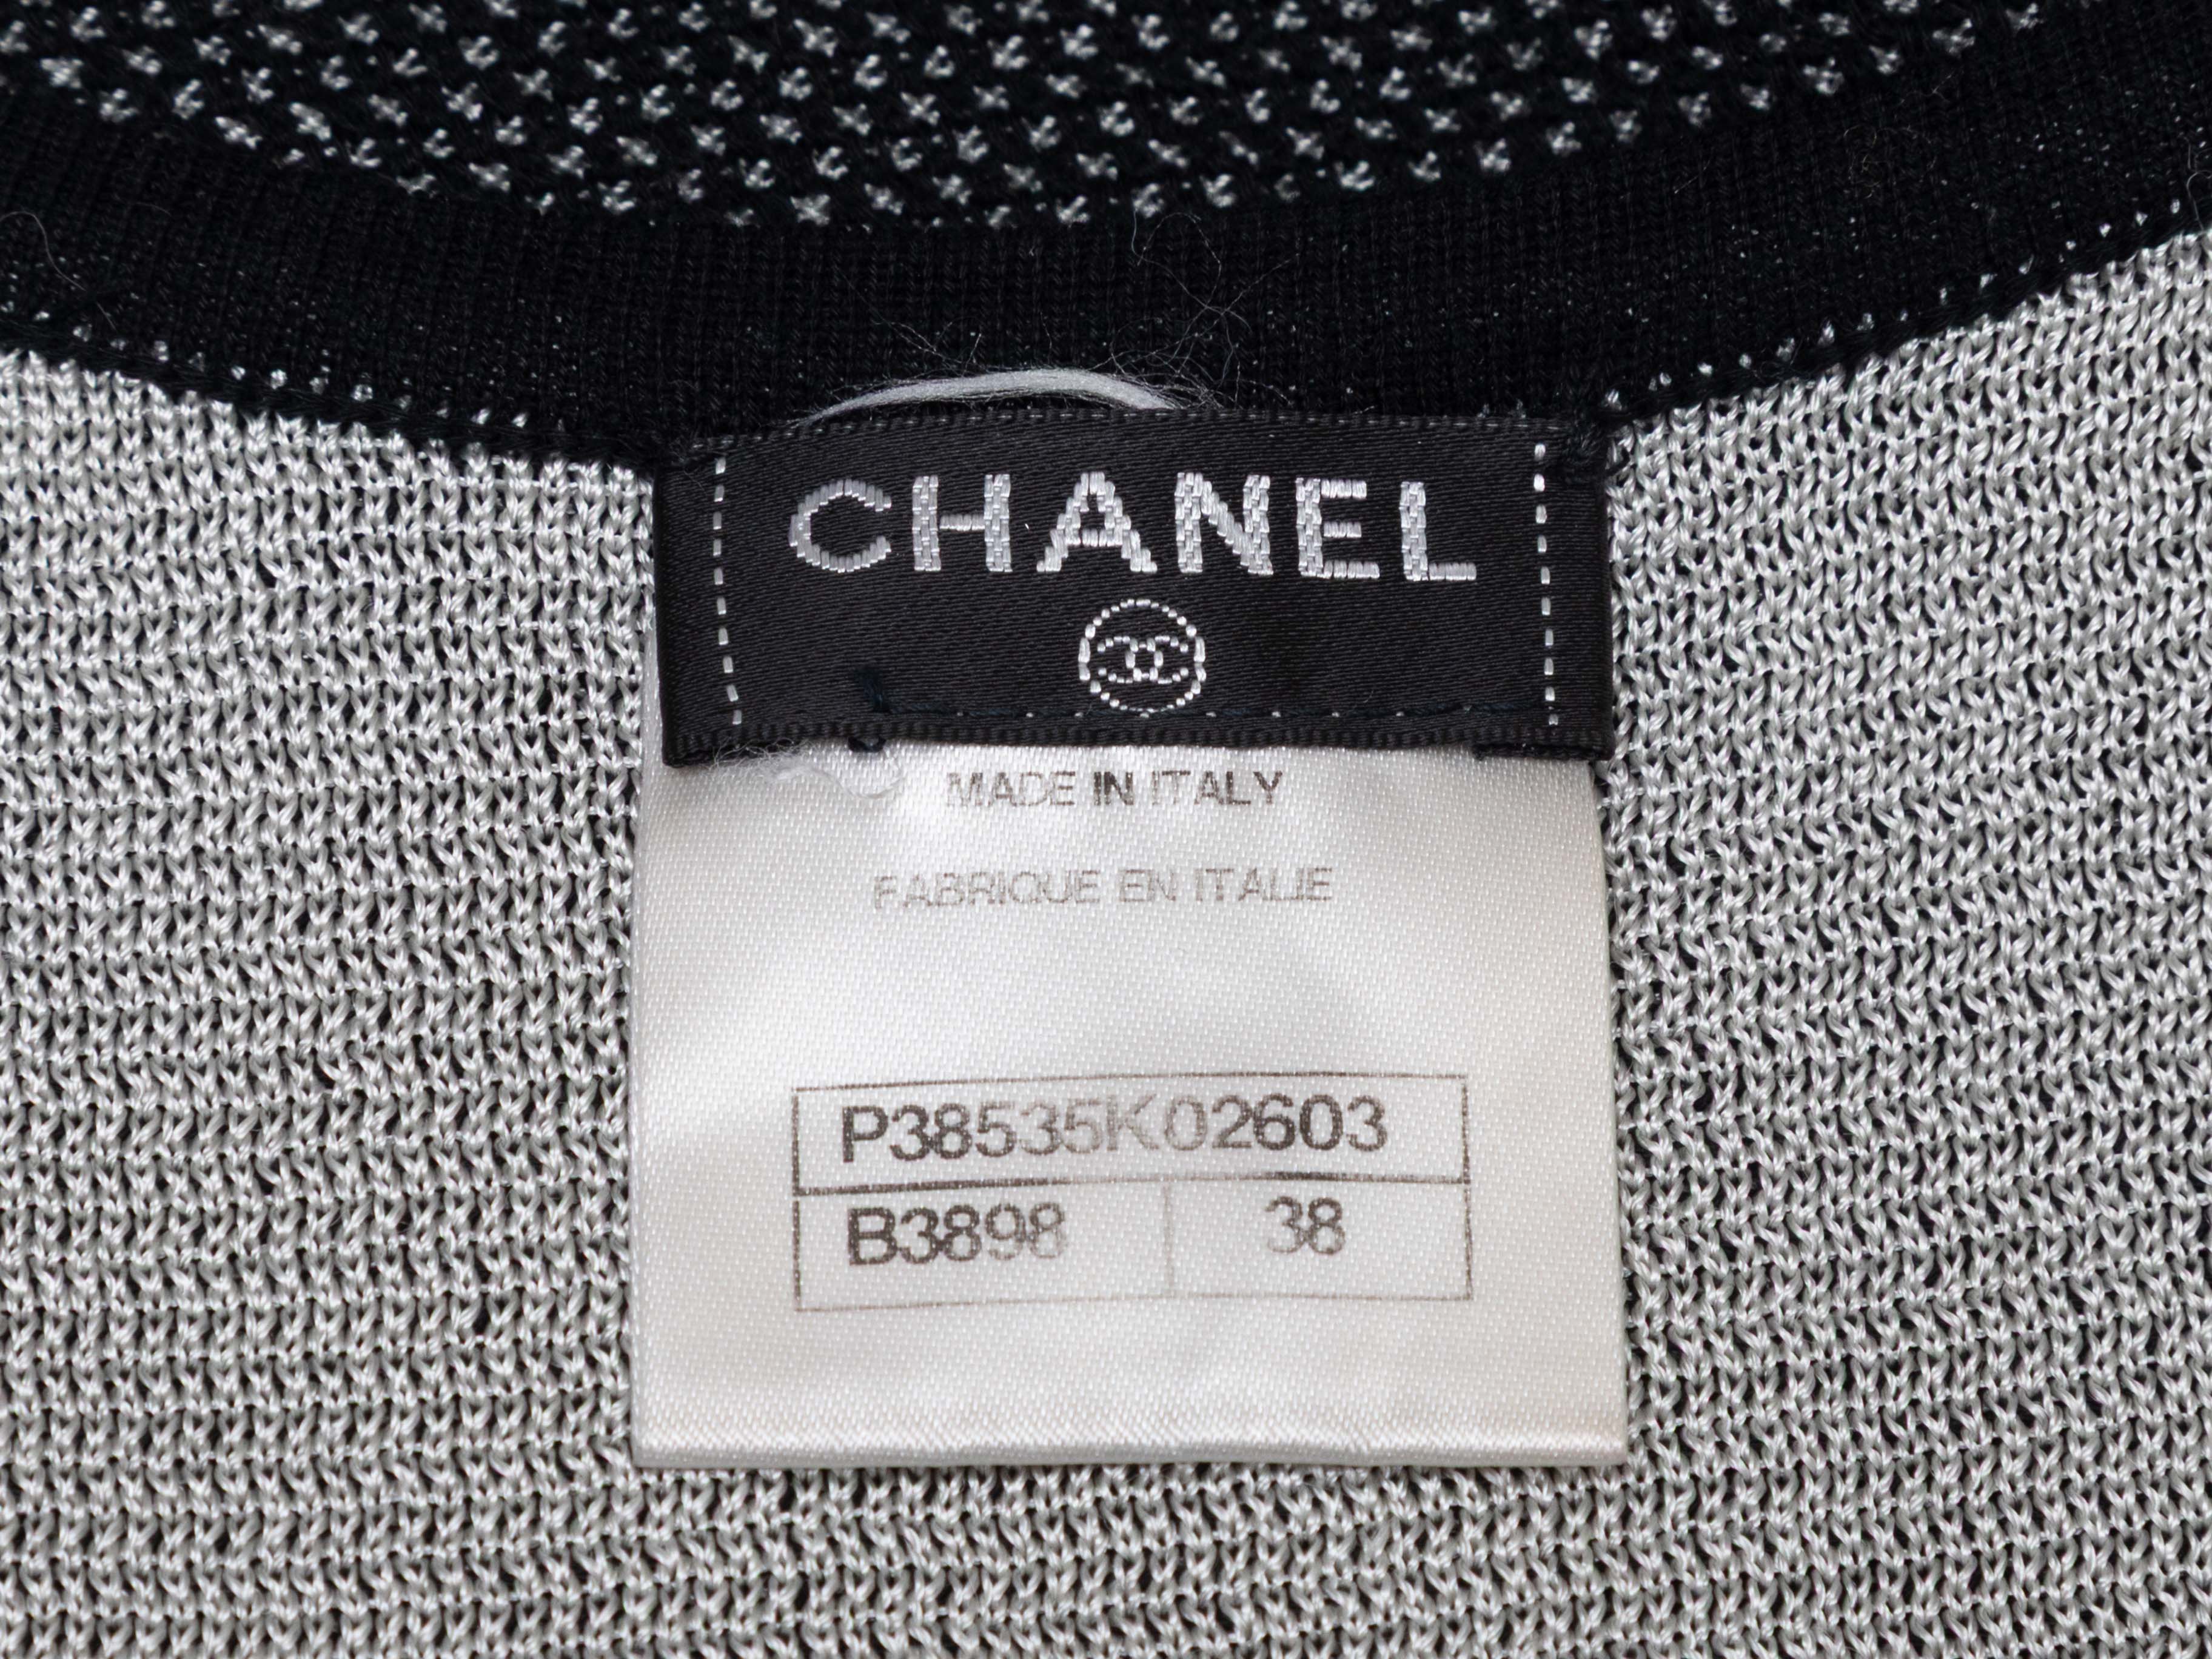 CHANEL
MADE IN ITALY
FABRIQUE EN ITALIE
P38535K02603
B3898 38